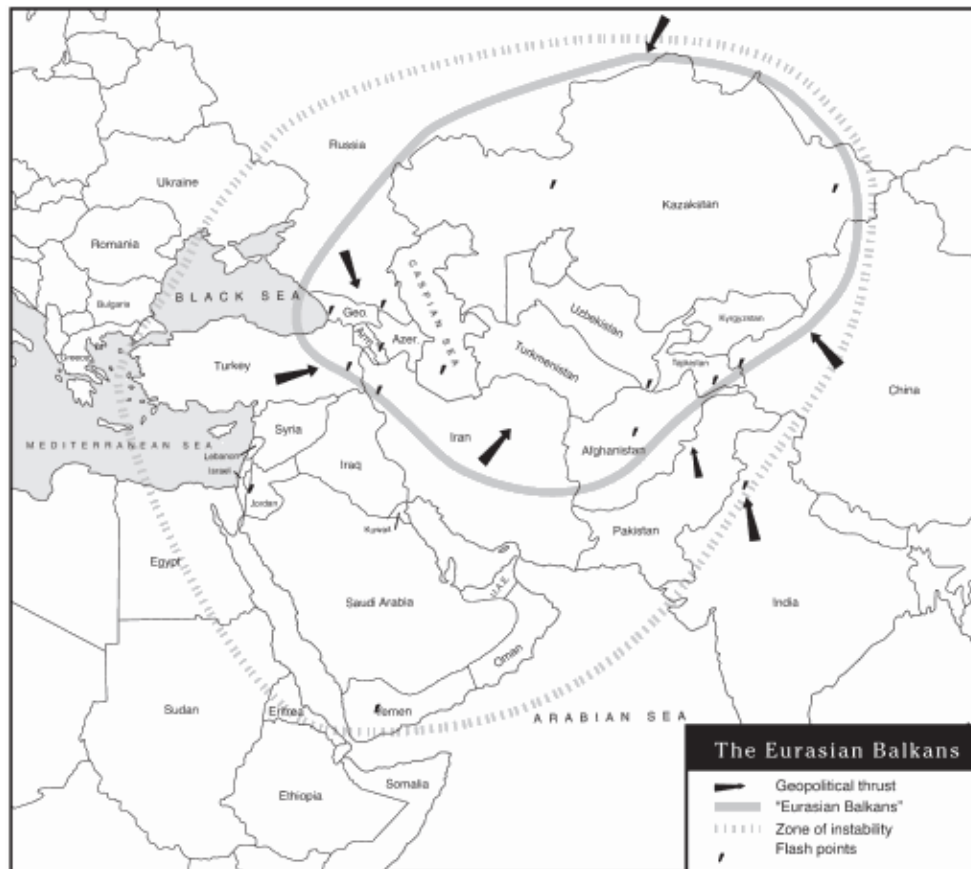 Russia
Ukraine
Kazakstan
Romania
CASPIAN SEA
BLACK SEA
Bulgaria
Geo.
Uzbekistan
Kyrgyzstan
Arm.
Azer.
Turkmenistan
Tajikistan
Greece
Turkey
China
Syria
Iran
MEDITERRANEAN SEA
Lebanon
Afghanistan
Israel
Iraq
Jordan
Kuwait
Pakistan
Egypt
U.A.E.
Saudi Arabia
India
Oman
Sudan
Eritrea
Yemen
ARABIAN SEA
Somalia
Ethiopia
The Eurasian Balkans
Geopolitical thrust
"Eurasian Balkans"
Zone of instability
Flash points